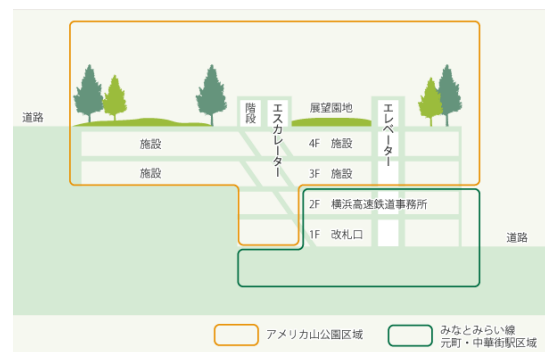 階段
エスカレーター
展望園地
エレベーター
道路
施設
4F 施設
施設
3F 施設
2F 横浜高速鉄道事務所
1F 改札口
道路
アメリカ山公園区域
みなとみらい線
元町・中華街駅区域